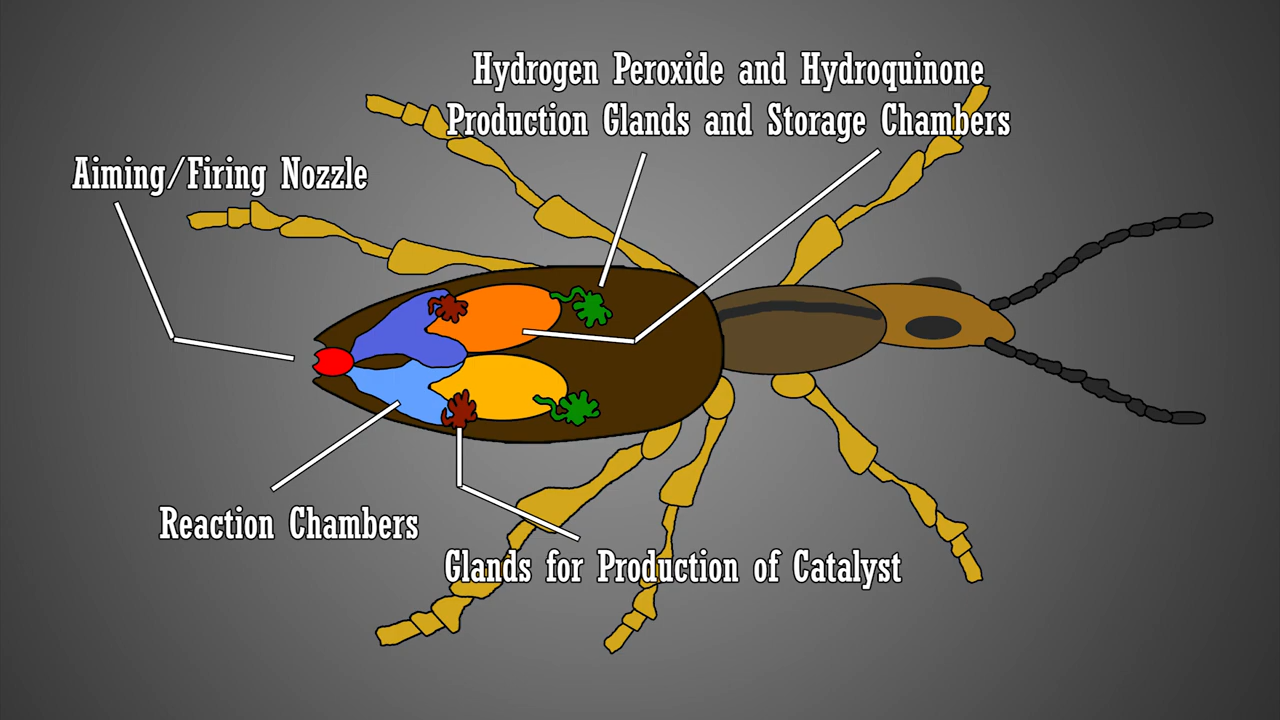 Hydrogen Peroxide and Hydroquinone
Production Glands and Storage Chambers
Aiming/Firing Nozzle
Reaction Chambers
Glands for Production of Catalyst